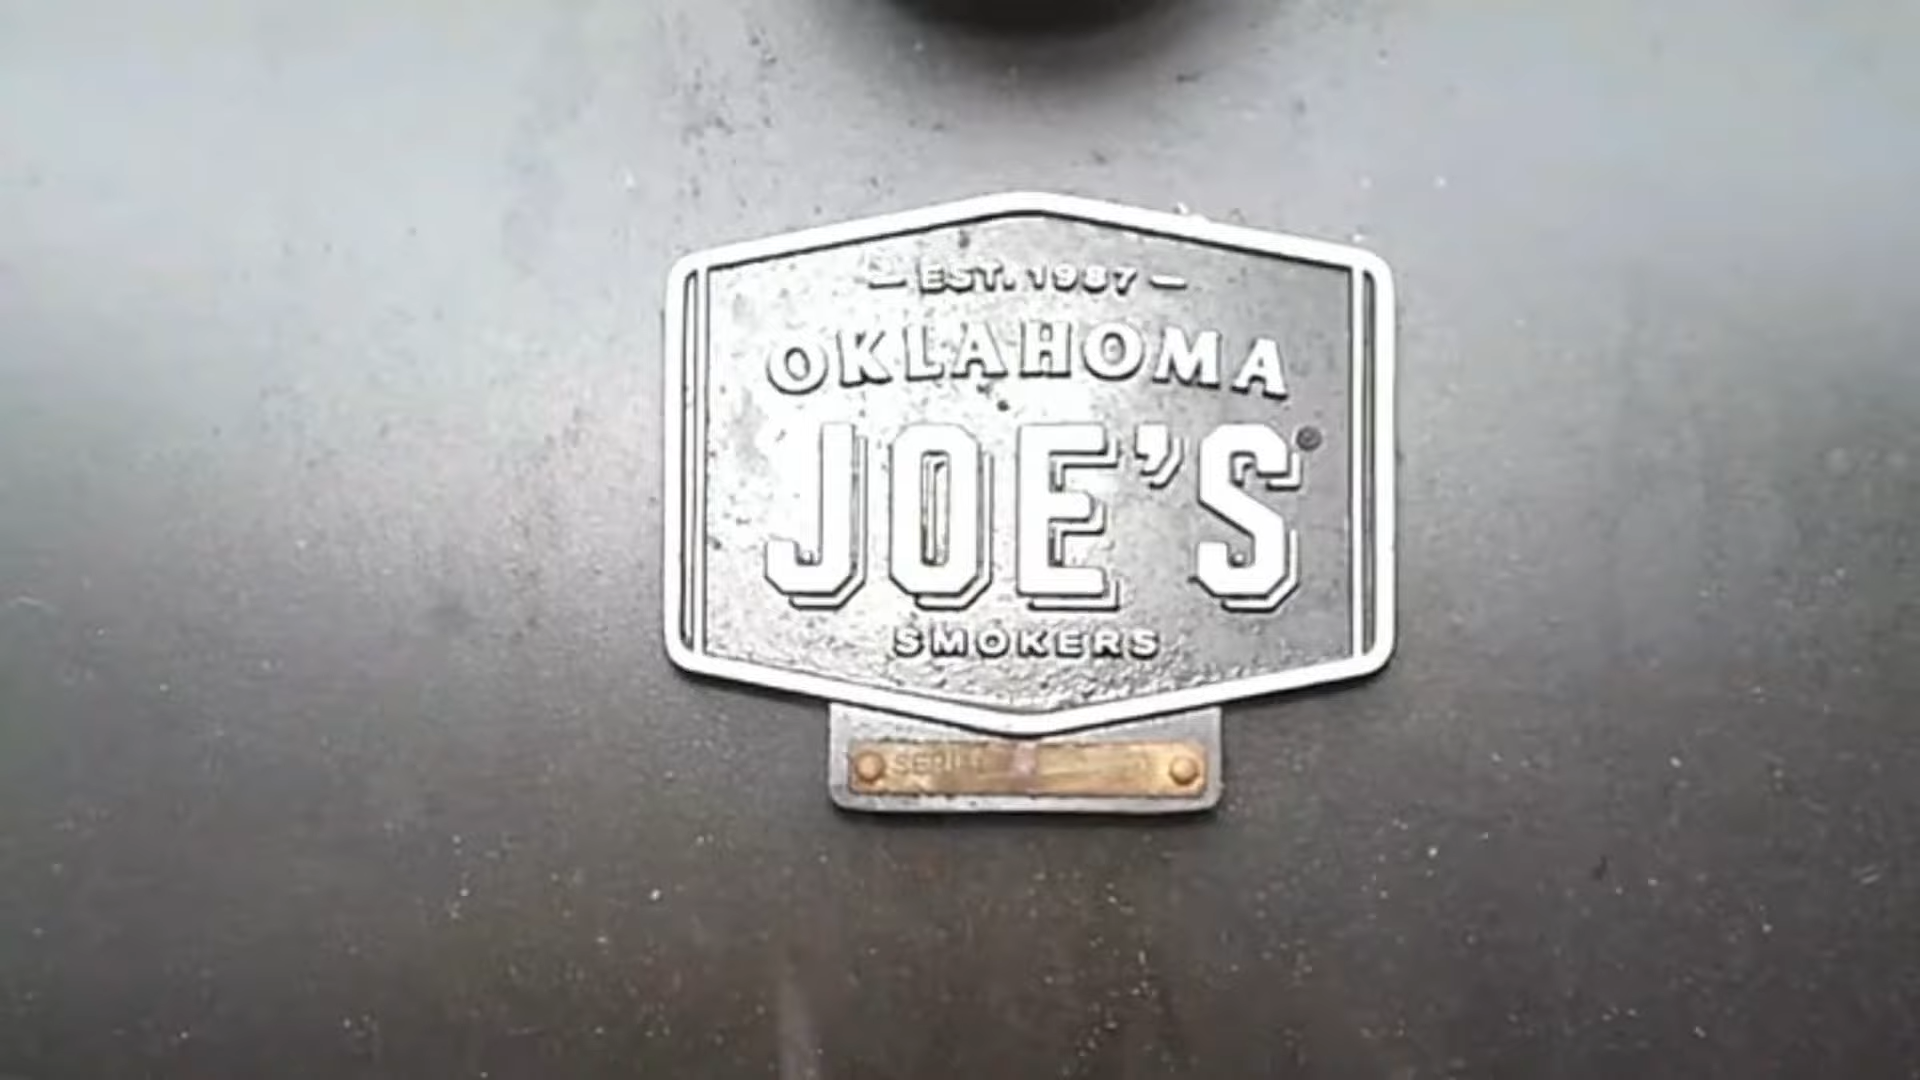 — EST. 1987 —
OKLAHOMA
JOE'S®
SMOKERS